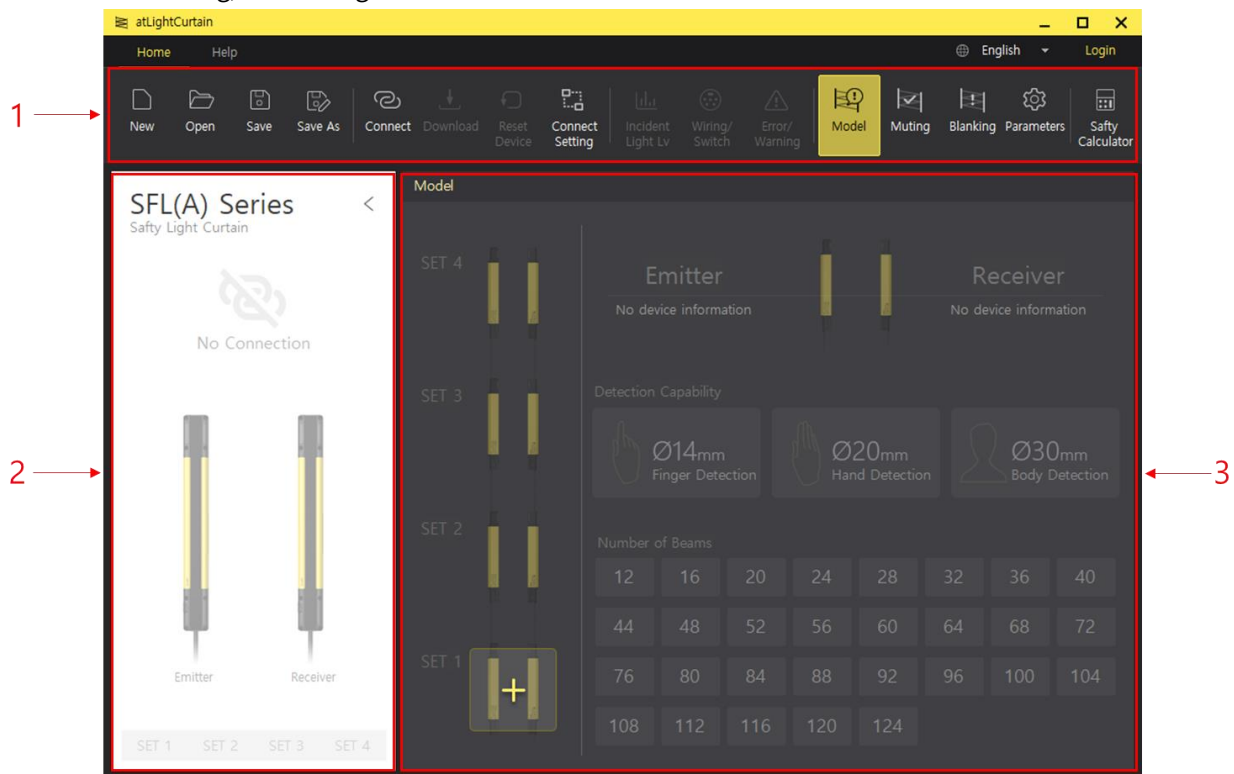 atLightCurtain
Home Help English Login
1
New Open Save Save As Connect Download Reset Device Connect Setting Incident Light Lv Wiring/ Switch Error/ Warning Model Muting Blanking Parameters Safty Calculator
2
SFL(A) Series <
Safty Light Curtain
No Connection
Emitter Receiver
SET 1 SET 2 SET 3 SET 4
3
Model
SET 4
SET 3
SET 2
SET 1
+
Emitter Receiver
No device information No device information
Detection Capability
Ø14mm Ø20mm Ø30mm
Finger Detection Hand Detection Body Detection
Number of Beams
12 16 20 24 28 32 36 40
44 48 52 56 60 64 68 72
76 80 84 88 92 96 100 104
108 112 116 120 124